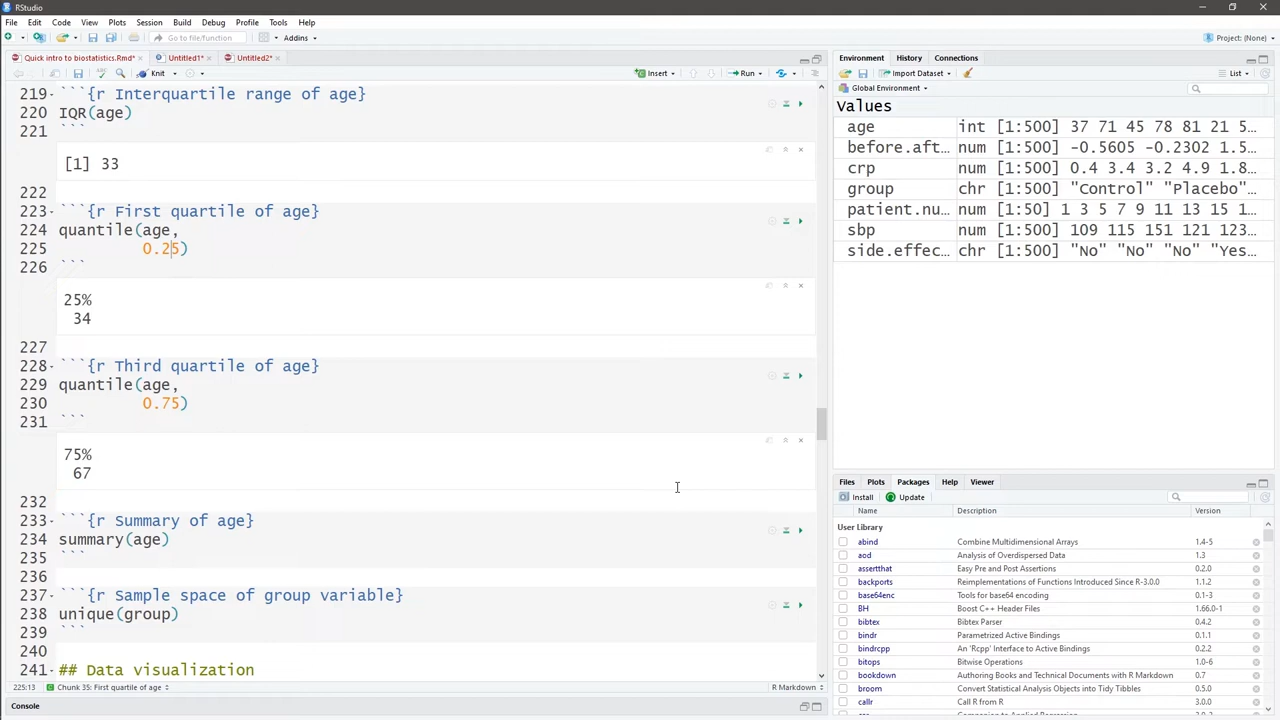 RStudio
File Edit Code View Plots Session Build Debug Profile Tools Help
Go to file/function Addins
Project: (None)
Quick intro to biostatistics.Rmd* Untitled1* Untitled2*
Knit Insert Run
219 ```{r Interquartile range of age}
220 IQR(age)
221 ```
[1] 33
222
223 ```{r First quartile of age}
224 quantile(age,
225 0.25)
226 ```
25%
34
227
228 ```{r Third quartile of age}
229 quantile(age,
230 0.75)
231 ```
75%
67
232
233 ```{r Summary of age}
234 summary(age)
235 ```
236
237 ```{r Sample space of group variable}
238 unique(group)
239 ```
240
241 ## Data visualization
225:13 Chunk 35: First quartile of age R Markdown
Console
Environment History Connections
Import Dataset List
Global Environment
Values
age int [1:500] 37 71 45 78 81 21 5…
before.aft… num [1:500] -0.5605 -0.2302 1.5…
crp num [1:500] 0.4 3.4 3.2 4.9 1.8…
group chr [1:500] "Control" "Placebo"…
patient.nu… num [1:50] 1 3 5 7 9 11 13 15 1…
sbp num [1:500] 109 115 151 121 123…
side.effec… chr [1:500] "No" "No" "No" "Yes…
Files Plots Packages Help Viewer
Install Update
Name Description Version
User Library
abind Combine Multidimensional Arrays 1.4-5
aod Analysis of Overdispersed Data 1.3
assertthat Easy Pre and Post Assertions 0.2.0
backports Reimplementations of Functions Introduced Since R-3.0.0 1.1.2
base64enc Tools for base64 encoding 0.1-3
BH Boost C++ Header Files 1.66.0-1
bibtex Bibtex Parser 0.4.2
bindr Parametrized Active Bindings 0.1.1
bindrcpp An 'Rcpp' Interface to Active Bindings 0.2.2
bitops Bitwise Operations 1.0-6
bookdown Authoring Books and Technical Documents with R Markdown 0.7
broom Convert Statistical Analysis Objects into Tidy Tibbles 0.5.0
callr Call R from R 3.0.0